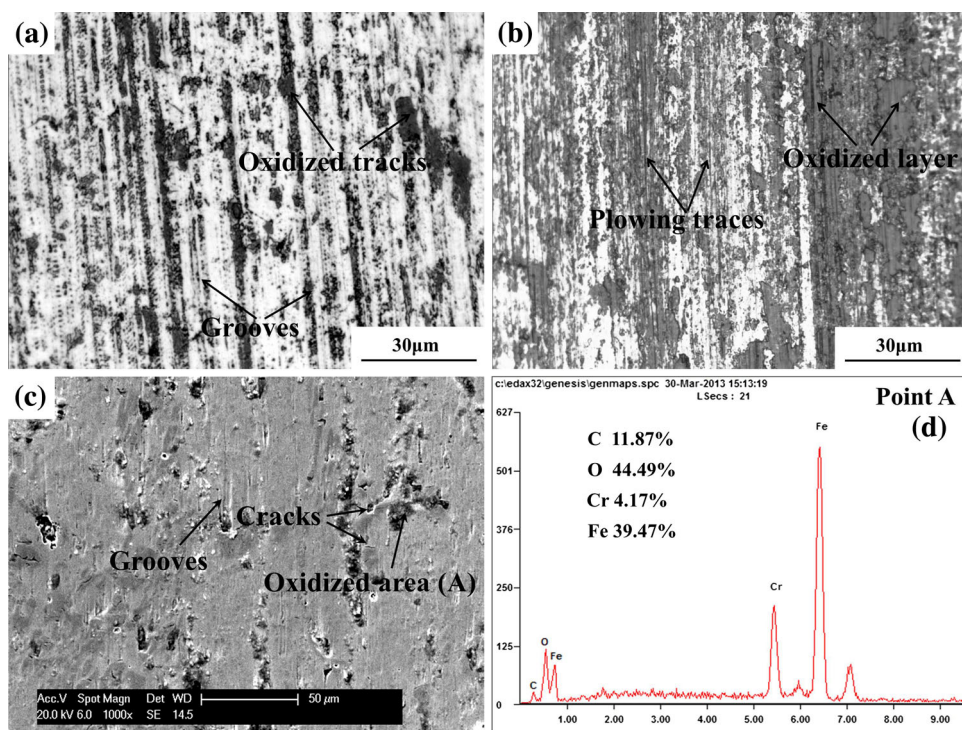 (a)
Oxidized tracks
Grooves
30μm
(b)
Oxidized layer
Plowing traces
30μm
(c)
Cracks
Grooves
Oxidized area (A)
Acc.V Spot Magn Det WD 50 μm
20.0 kV 6.0 1000x SE 14.5
c:\edax32\genesis\genmaps.spc 30-Mar-2013 15:13:19
LSecs : 21
Point A
(d)
627
501
376
250
125
0
C 11.87%
O 44.49%
Cr 4.17%
Fe 39.47%
Fe
Cr
O
Fe
C
1.00 2.00 3.00 4.00 5.00 6.00 7.00 8.00 9.00